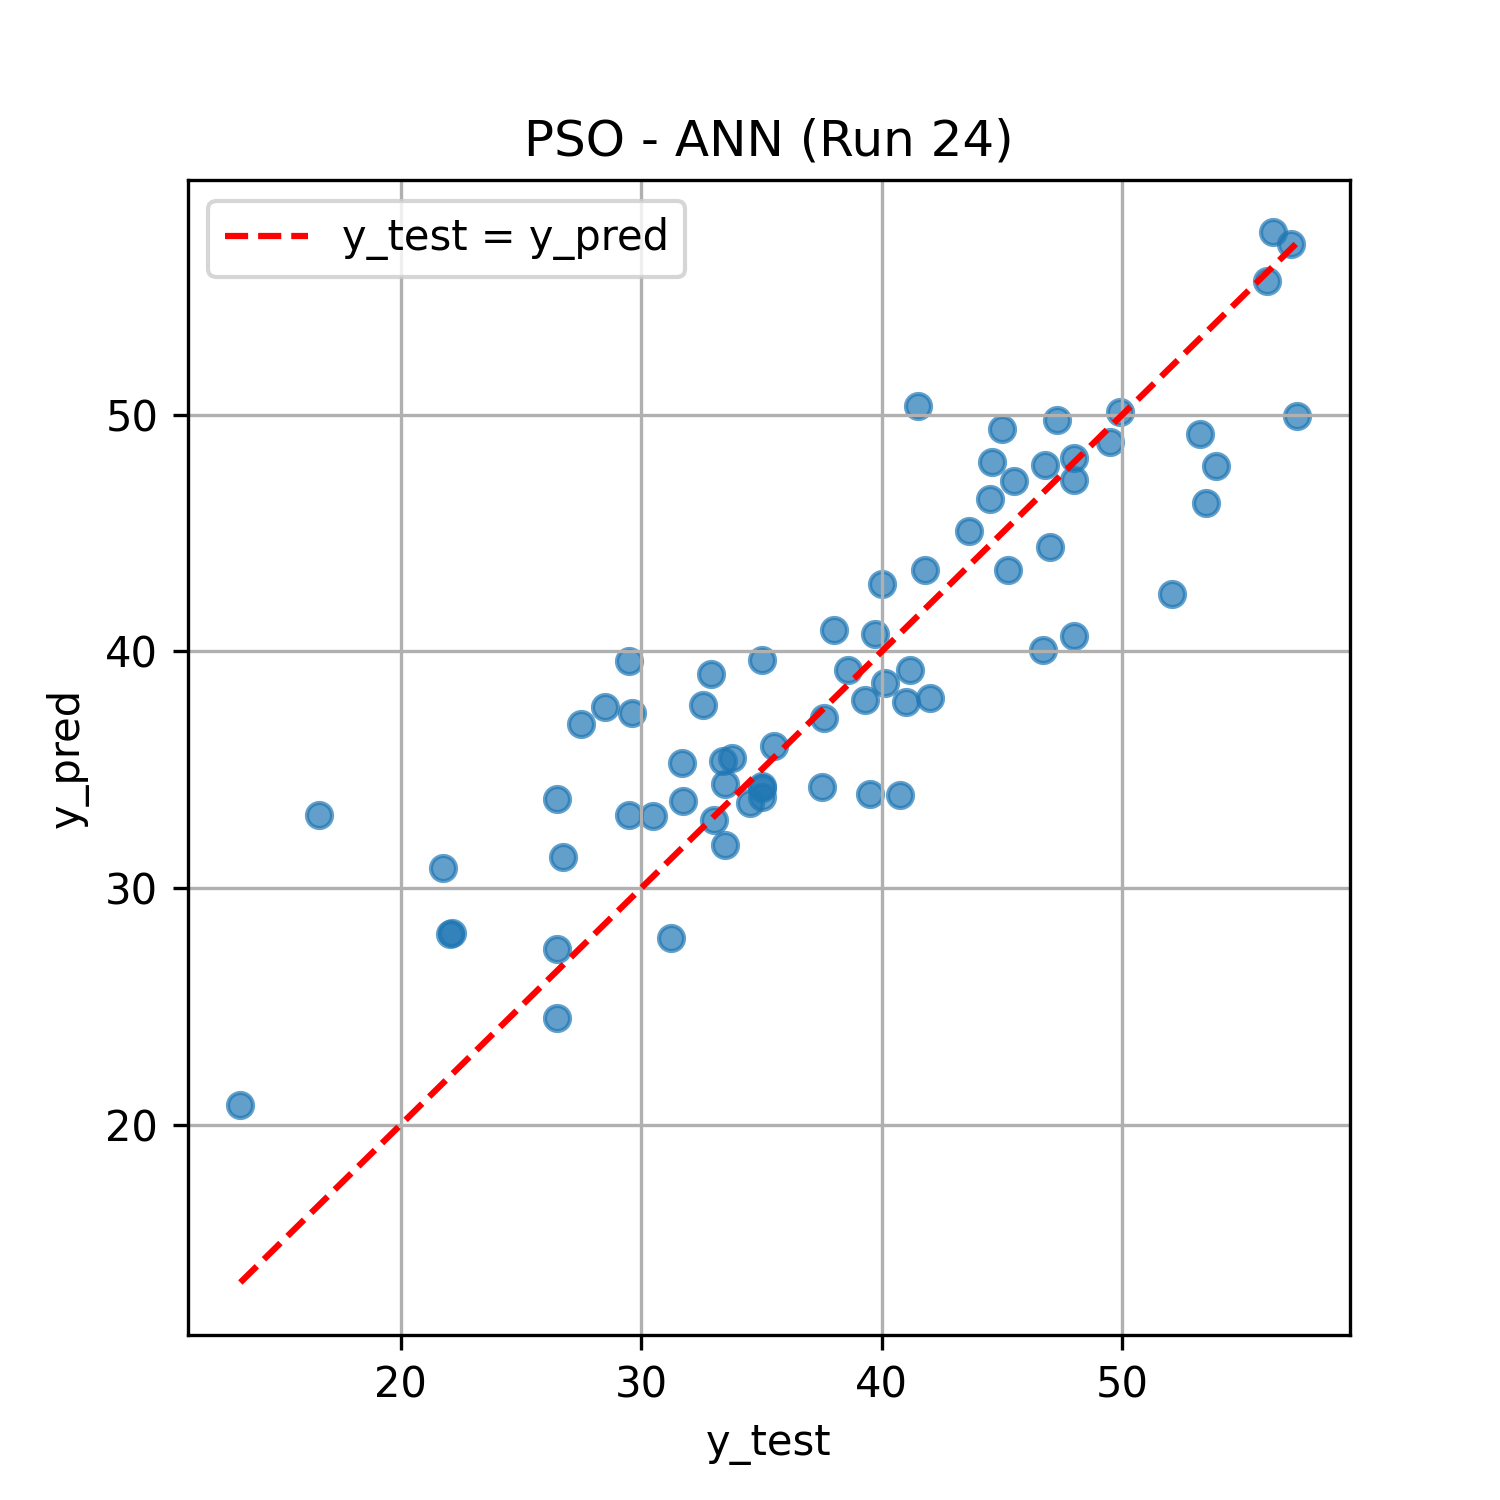 PSO - ANN (Run 24)
y_test = y_pred
50
40
30
20
y_pred
20 30 40 50
y_test